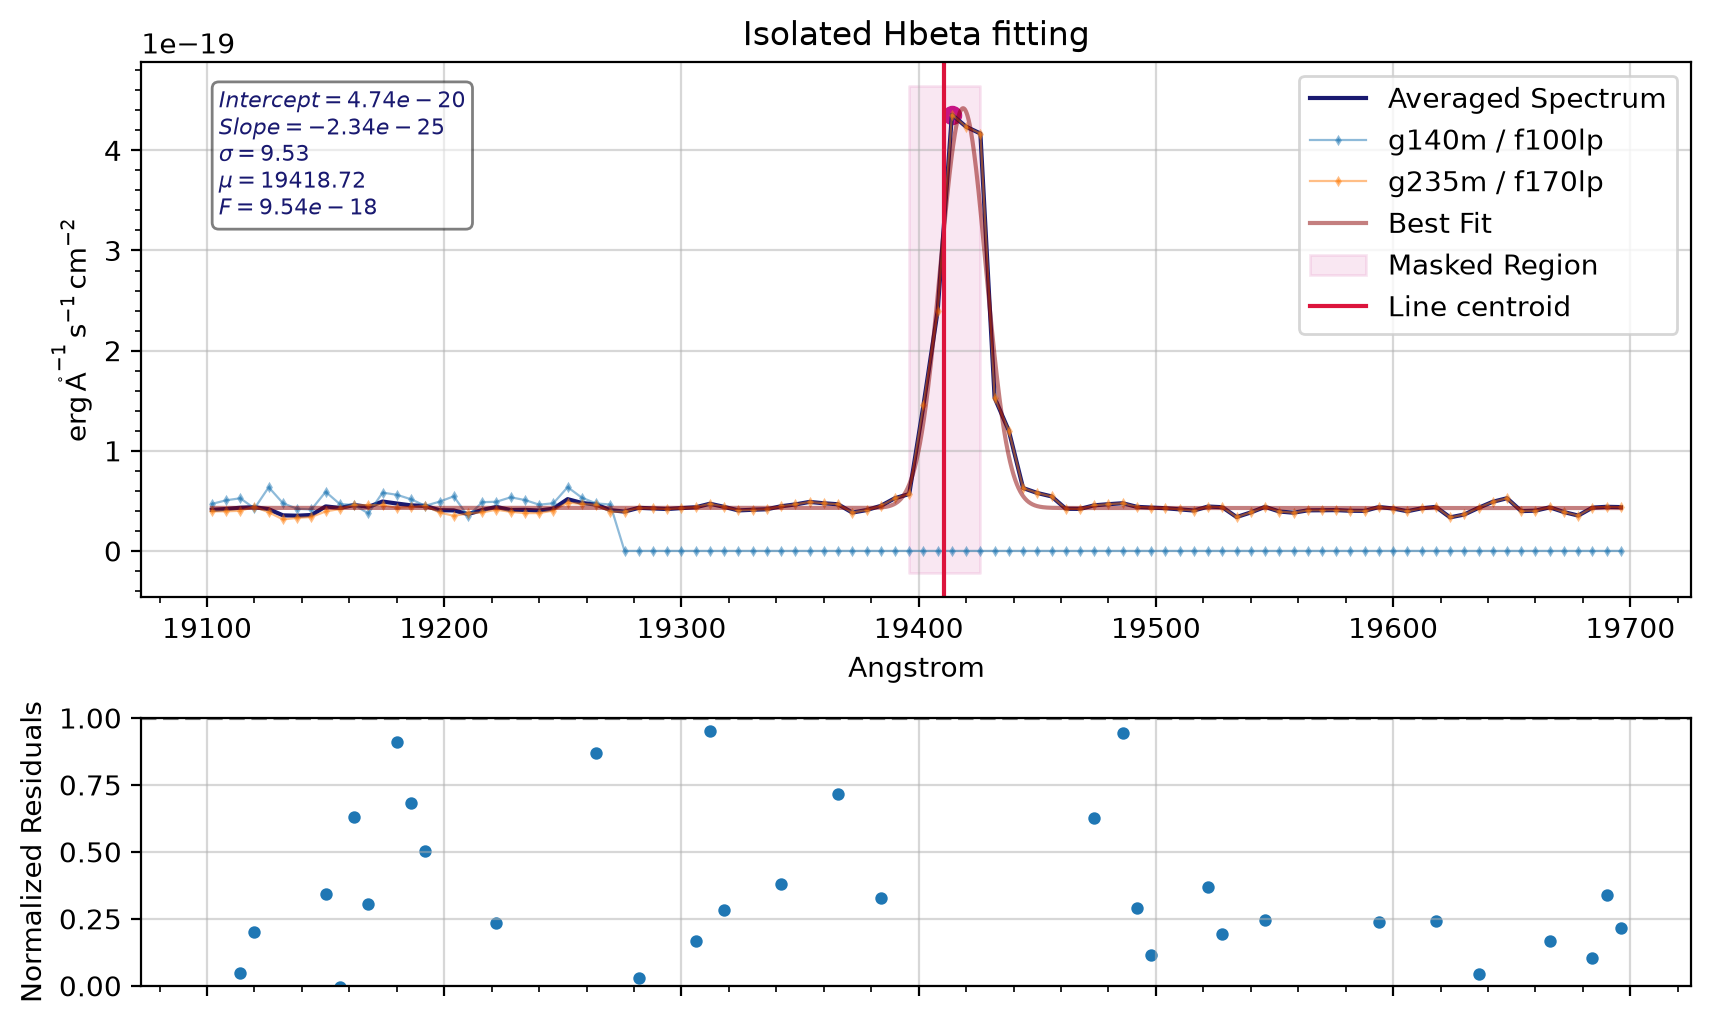 Isolated Hbeta fitting
1e−19
Intercept = 4.74e − 20
Slope = −2.34e − 25
σ = 9.53
μ = 19418.72
F = 9.54e − 18
Averaged Spectrum
g140m / f100lp
g235m / f170lp
Best Fit
Masked Region
Line centroid
erg Å⁻¹ s⁻¹ cm⁻²
4
3
2
1
0
19100 19200 19300 19400 19500 19600 19700
Angstrom
Normalized Residuals
1.00
0.75
0.50
0.25
0.00